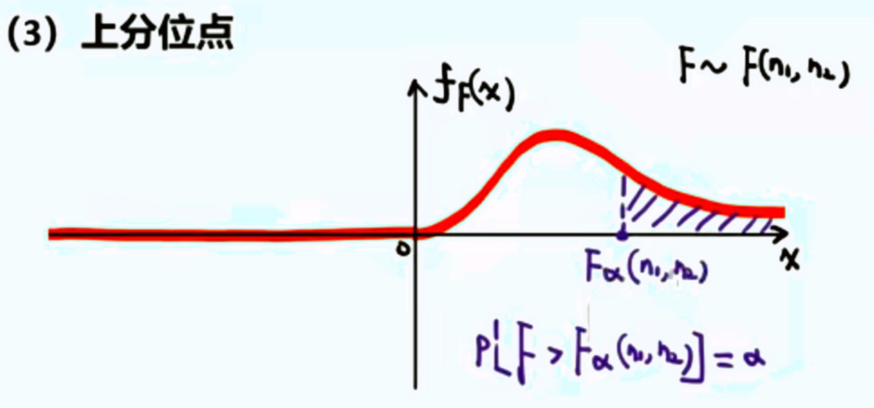 (3) 上分位点
F~F(n₁,n₂)
f_F(x)
0
x
F_α(n₁,n₂)
P[F>F_α(n₁,n₂)]=α